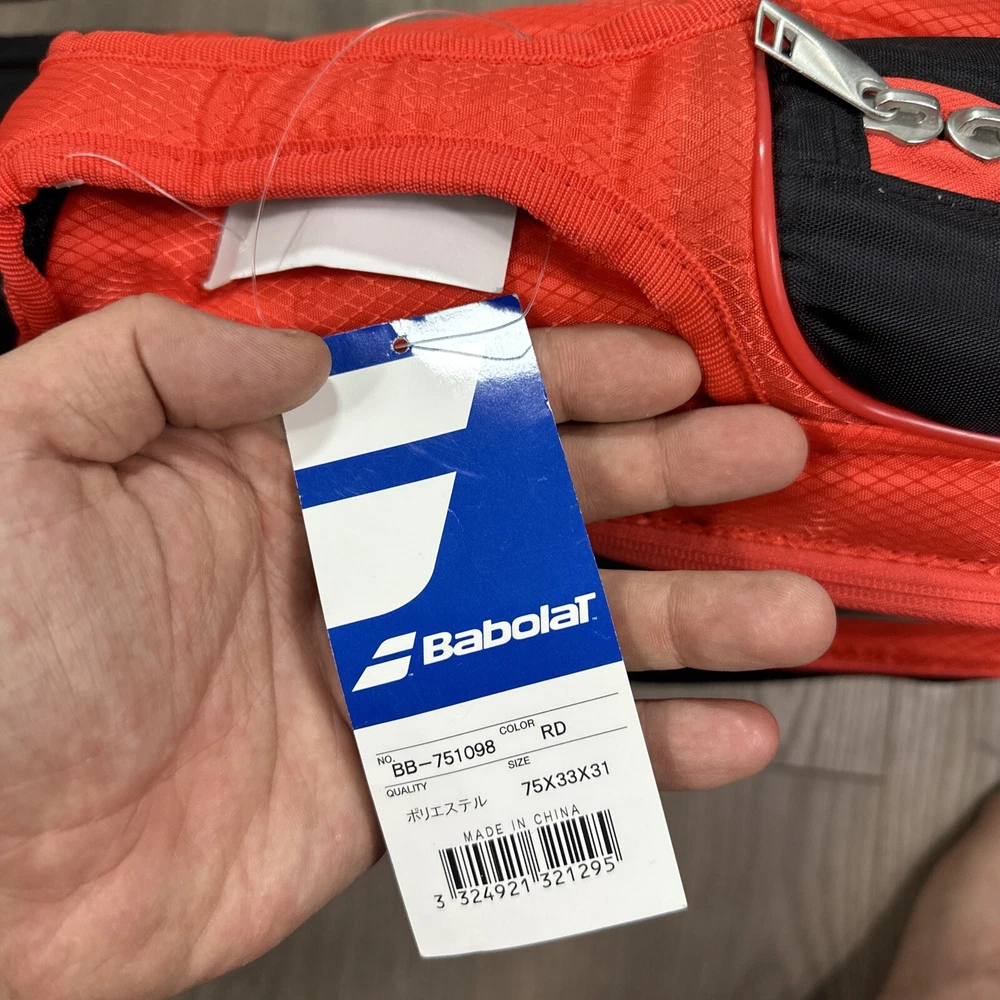 BabolaT
NO. BB-751098 COLOR RD
QUALITY ポリエステル SIZE 75X33X31
MADE IN CHINA
3 324921 321295